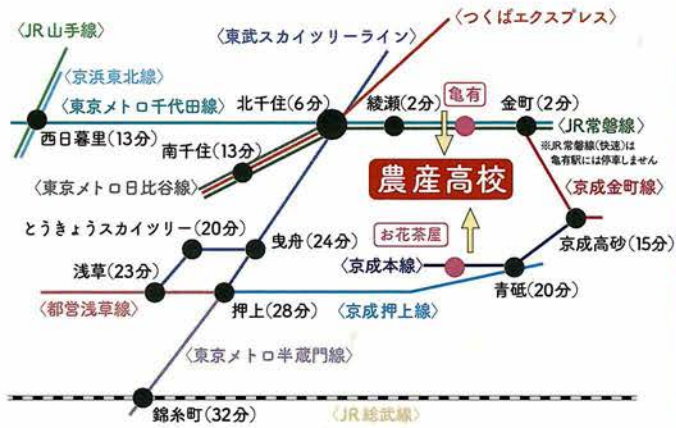 〈つくばエクスプレス〉
〈JR山手線〉
〈東武スカイツリーライン〉
〈京浜東北線〉
〈東京メトロ千代田線〉
北千住(6分)
綾瀬(2分)
亀有
金町(2分)
西日暮里(13分)
〈JR常磐線〉
※JR常磐線(快速)は
亀有駅には停車しません
南千住(13分)
〈東京メトロ日比谷線〉
農産高校
〈京成金町線〉
とうきょうスカイツリー(20分)
曳舟(24分)
お花茶屋
京成高砂(15分)
浅草(23分)
〈京成本線〉
青砥(20分)
〈都営浅草線〉
押上(28分)
〈京成押上線〉
〈東京メトロ半蔵門線〉
錦糸町(32分)
〈JR総武線〉